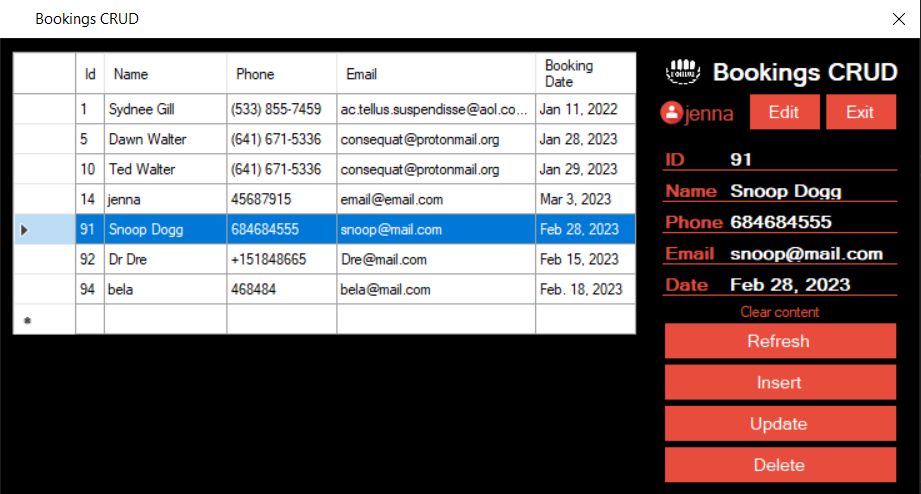 Bookings CRUD
Id Name Phone Email Booking Date
1 Sydnee Gill (533) 855-7459 ac.tellus.suspendisse@aol.co... Jan 11, 2022
5 Dawn Walter (641) 671-5336 consequat@protonmail.org Jan 28, 2023
10 Ted Walter (641) 671-5336 consequat@protonmail.org Jan 29, 2023
14 jenna 45687915 email@email.com Mar 3, 2023
91 Snoop Dogg 684684555 snoop@mail.com Feb 28, 2023
92 Dr Dre +151848665 Dre@mail.com Feb 15, 2023
94 bela 468484 bela@mail.com Feb. 18, 2023
Bookings CRUD
jenna Edit Exit
ID 91
Name Snoop Dogg
Phone 684684555
Email snoop@mail.com
Date Feb 28, 2023
Clear content
Refresh
Insert
Update
Delete